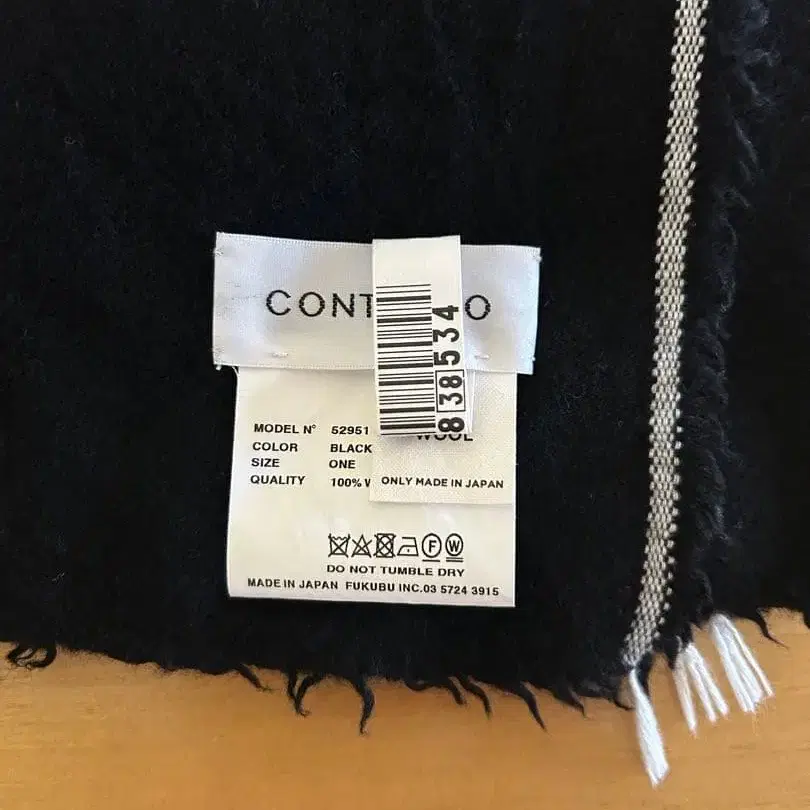 CONT O
838534
MODEL N° 52951
COLOR BLACK
SIZE ONE
QUALITY 100% W
WOOL
ONLY MADE IN JAPAN
F W
DO NOT TUMBLE DRY
MADE IN JAPAN FUKUBU INC.03 5724 3915